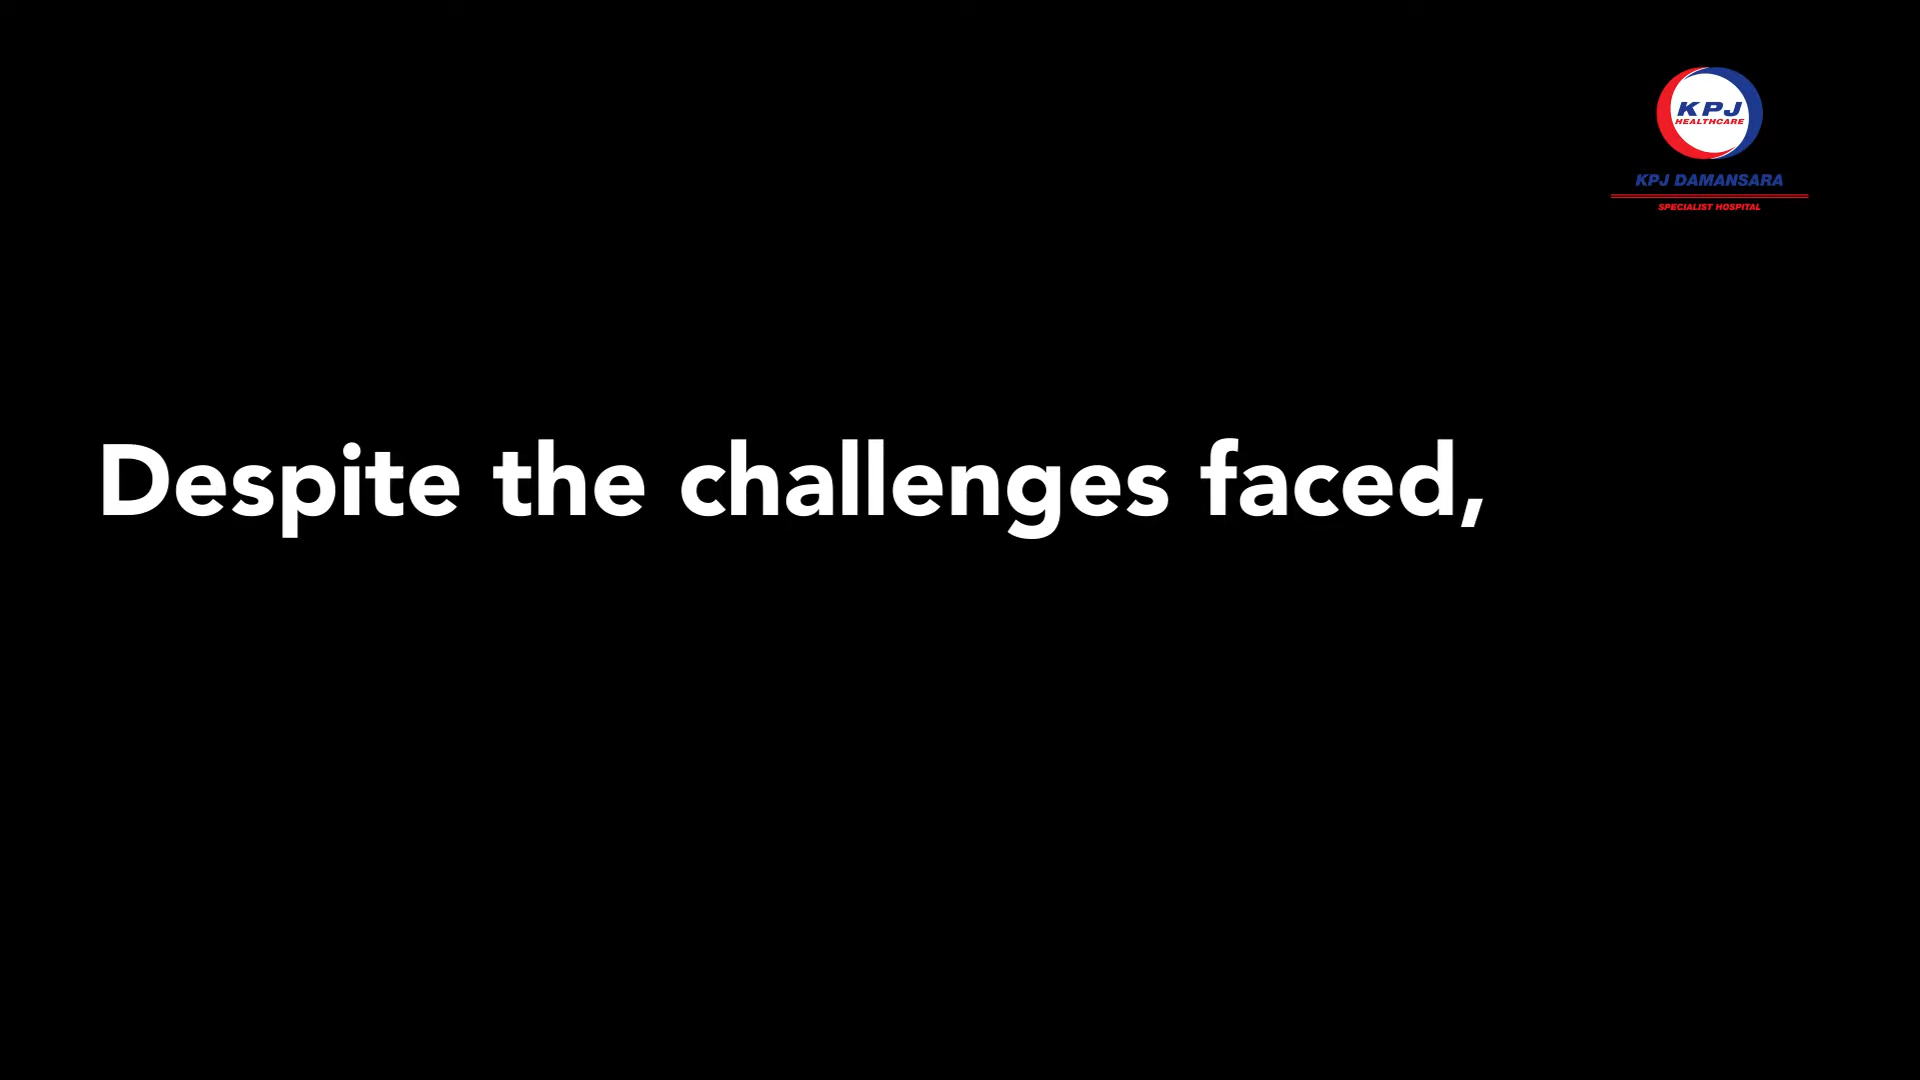 KPJ
HEALTHCARE
KPJ DAMANSARA
SPECIALIST HOSPITAL
Despite the challenges faced,